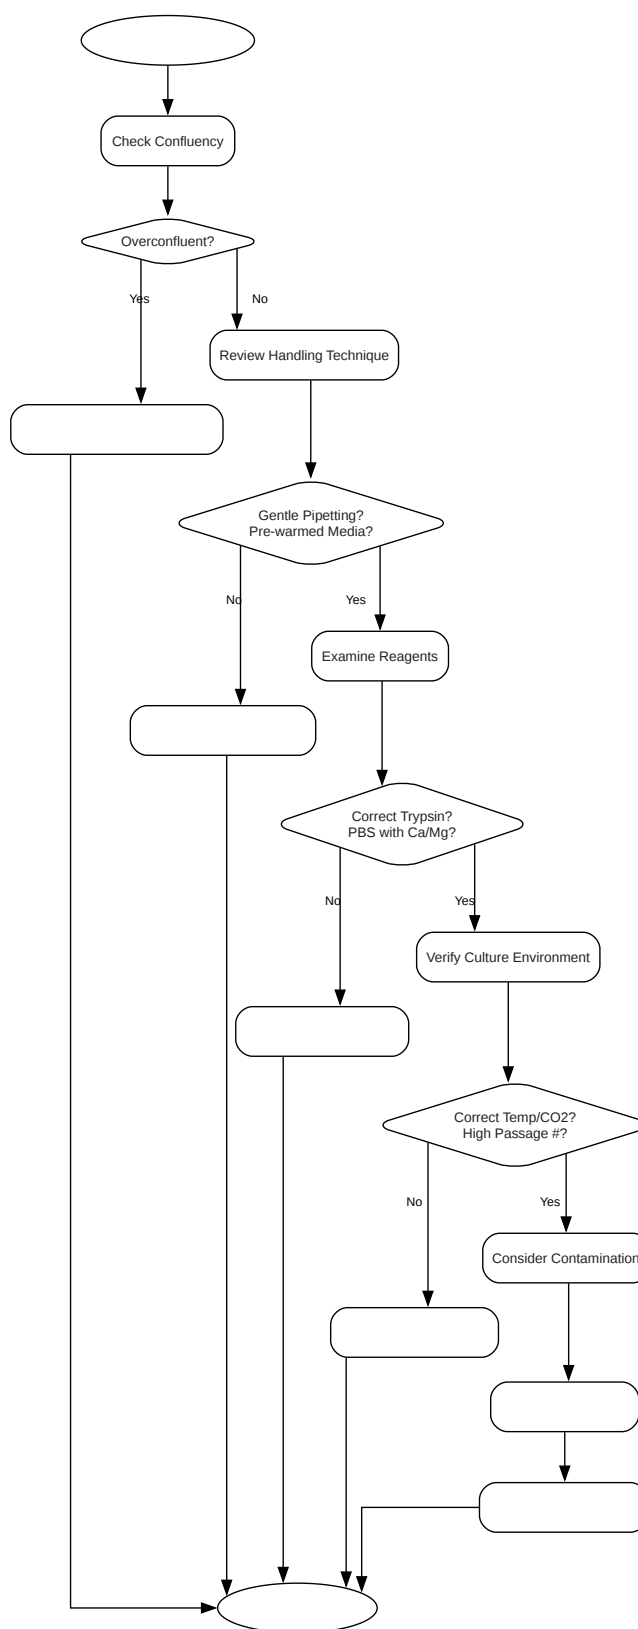 Check Confluency
Overconfluent?
Yes
No
Review Handling Technique
Gentle Pipetting?
Pre-warmed Media?
No
Yes
Examine Reagents
Correct Trypsin?
PBS with Ca/Mg?
No
Yes
Verify Culture Environment
Correct Temp/CO2?
High Passage #?
No
Yes
Consider Contamination